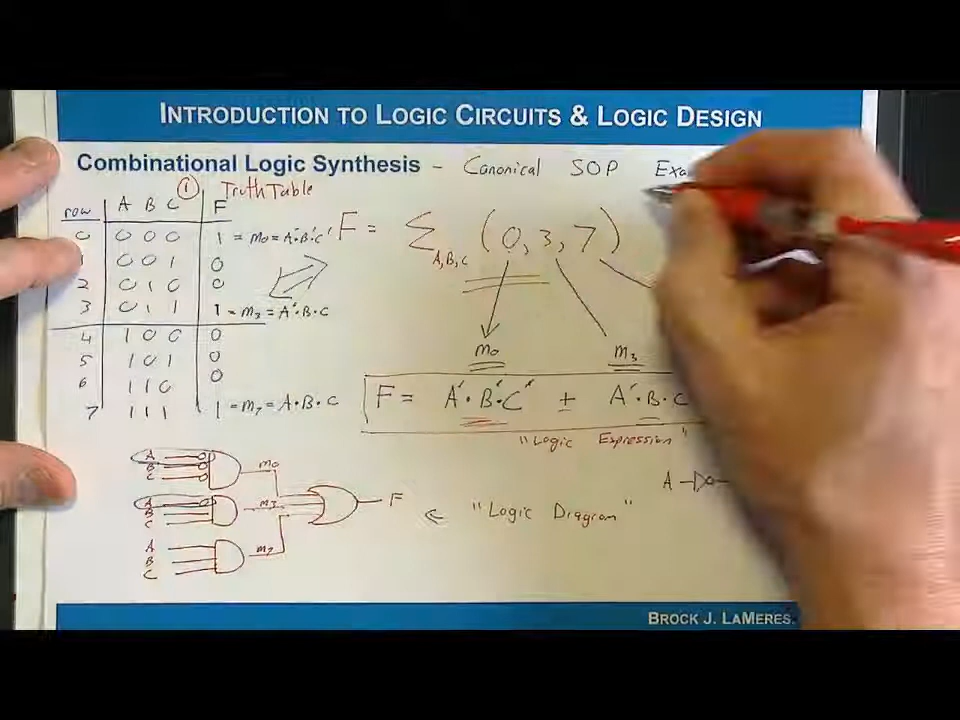 INTRODUCTION TO LOGIC CIRCUITS & LOGIC DESIGN
Combinational Logic Synthesis - Canonical SOP Exa
① Truth Table
row A B C F
0 0 0 0 1 = m0 = A'·B'·C'
0 0 1 0
2 0 1 0 0
3 0 1 1 1 = m3 = A'·B·C
4 1 0 0 0
5 1 0 1 0
6 1 1 0 0
7 1 1 1 1 = m7 = A·B·C
F = Σ A,B,C (0, 3, 7)
m0 m3
F = A'·B'·C' + A'·B·C
"Logic Expression"
A
A
B
C
m0
A
B
C
m3
F
A
B
C
m7
< "Logic Diagram"
BROCK J. LAMERES